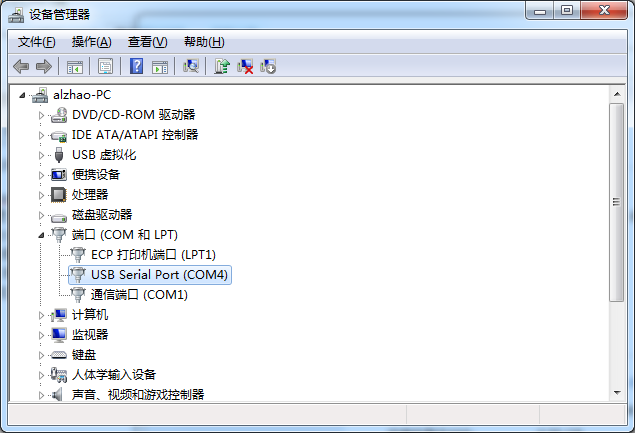 设备管理器
文件(F) 操作(A) 查看(V) 帮助(H)
alzhao-PC
DVD/CD-ROM 驱动器
IDE ATA/ATAPI 控制器
USB 虚拟化
便携设备
处理器
磁盘驱动器
端口 (COM 和 LPT)
ECP 打印机端口 (LPT1)
USB Serial Port (COM4)
通信端口 (COM1)
计算机
监视器
键盘
人体学输入设备
声音、视频和游戏控制器